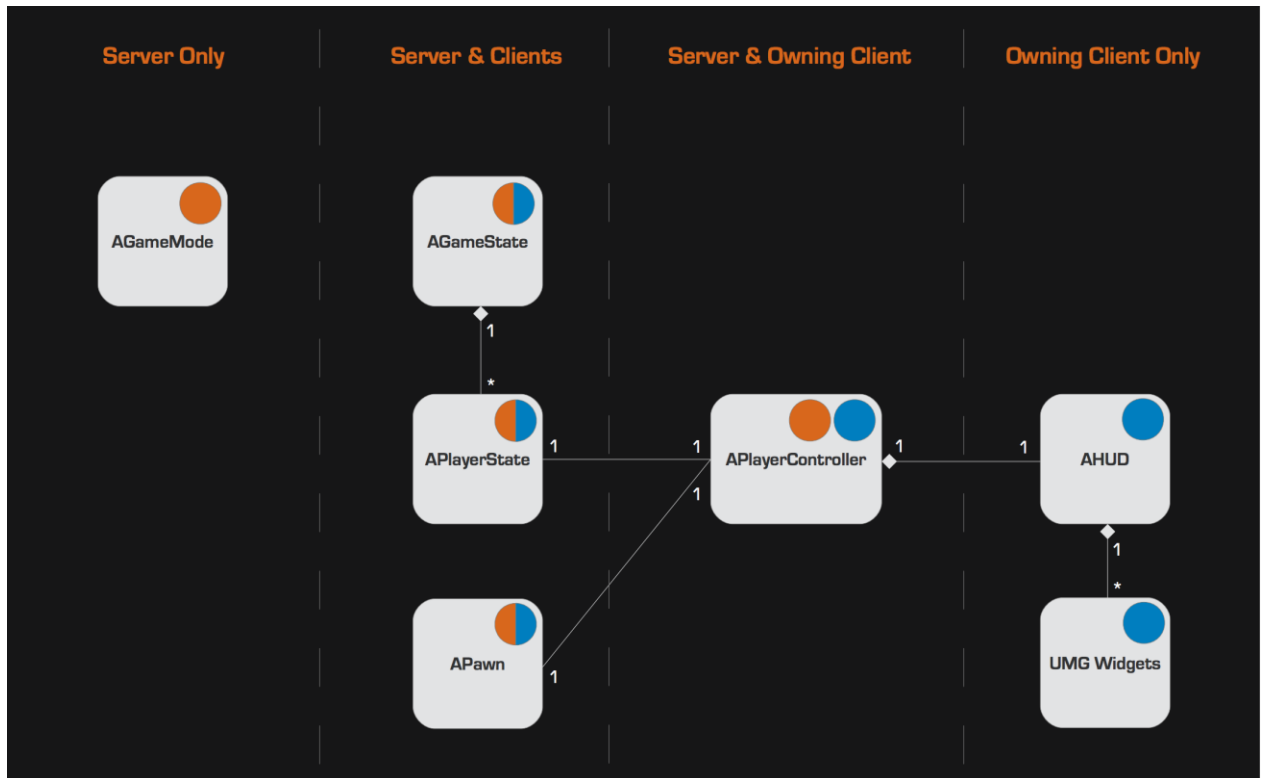 Server Only
Server & Clients
Server & Owning Client
Owning Client Only
AGameMode
AGameState
1
*
APlayerState
1
1
APlayerController
1
1
AHUD
1
1
*
APawn
1
UMG Widgets